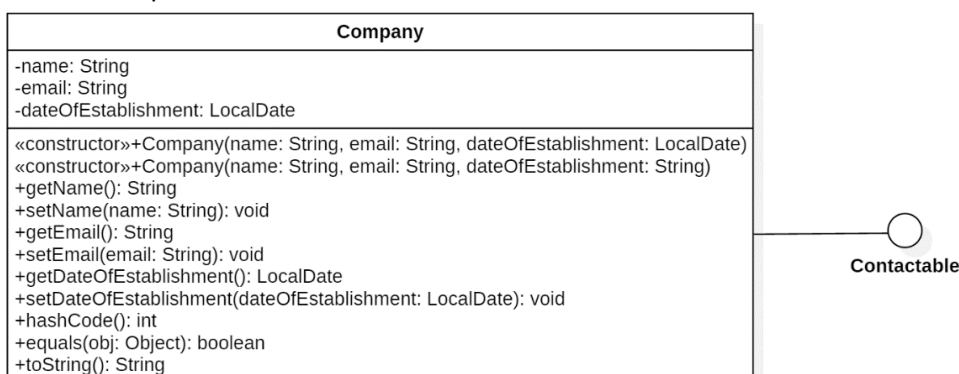 Company
-name: String
-email: String
-dateOfEstablishment: LocalDate
«constructor»+Company(name: String, email: String, dateOfEstablishment: LocalDate)
«constructor»+Company(name: String, email: String, dateOfEstablishment: String)
+getName(): String
+setName(name: String): void
+getEmail(): String
+setEmail(email: String): void
+getDateOfEstablishment(): LocalDate
+setDateOfEstablishment(dateOfEstablishment: LocalDate): void
+hashCode(): int
+equals(obj: Object): boolean
+toString(): String
Contactable